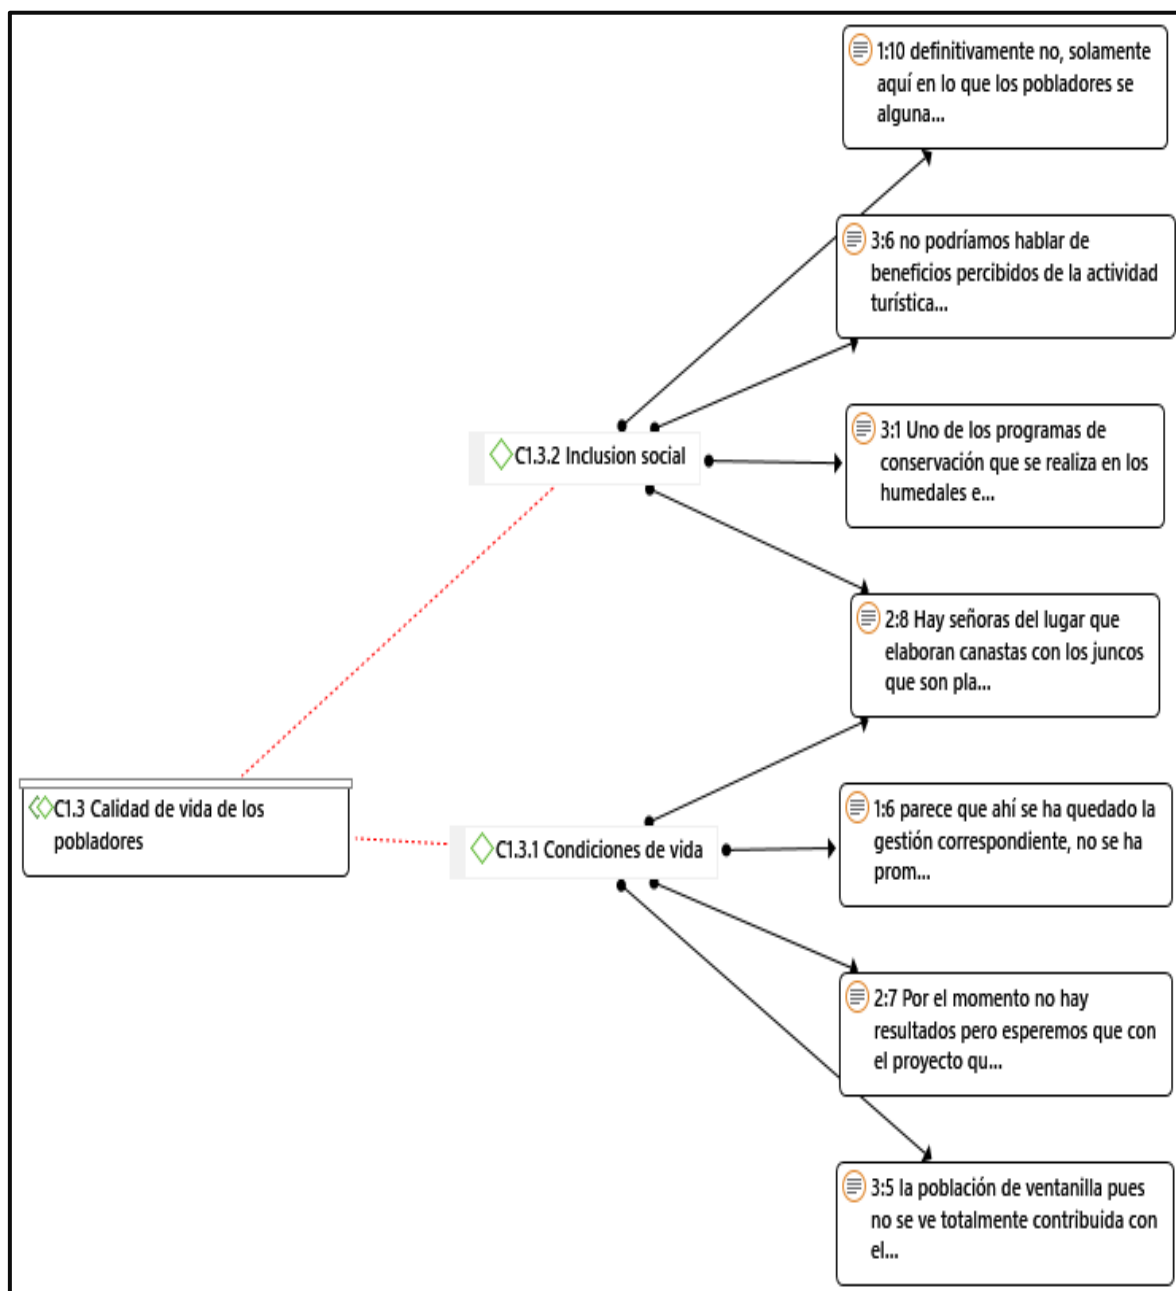 1:10 definitivamente no, solamente
aquí en lo que los pobladores se
alguna...
3:6 no podríamos hablar de
beneficios percibidos de la actividad
turística...
3:1 Uno de los programas de
conservación que se realiza en los
humedales e...
C1.3.2 Inclusion social
2:8 Hay señoras del lugar que
elaboran canastas con los juncos
que son pla...
C1.3 Calidad de vida de los
pobladores
C1.3.1 Condiciones de vida
1:6 parece que ahí se ha quedado la
gestión correspondiente, no se ha
prom...
2:7 Por el momento no hay
resultados pero esperemos que con
el proyecto qu...
3:5 la población de ventanilla pues
no se ve totalmente contribuida con
el...